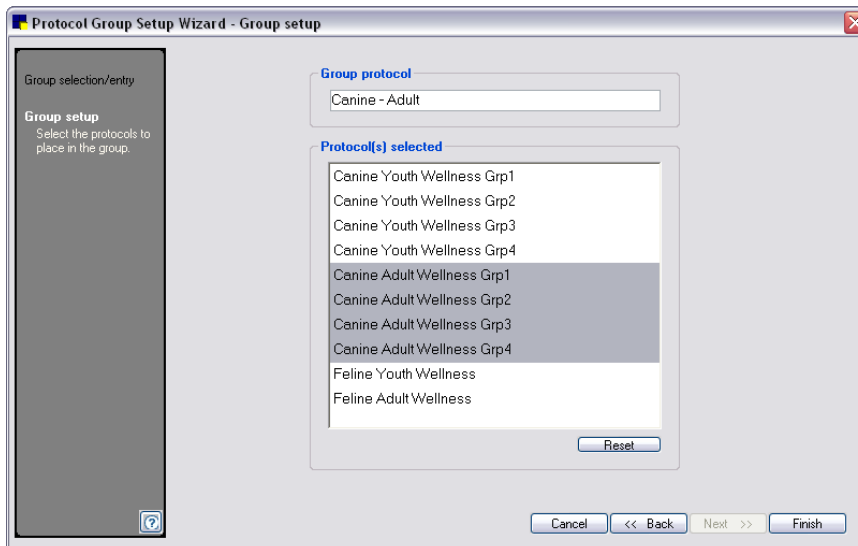 Protocol Group Setup Wizard - Group setup
Group selection/entry
Group setup
Select the protocols to
place in the group.
Group protocol
Canine - Adult
Protocol(s) selected
Canine Youth Wellness Grp1
Canine Youth Wellness Grp2
Canine Youth Wellness Grp3
Canine Youth Wellness Grp4
Canine Adult Wellness Grp1
Canine Adult Wellness Grp2
Canine Adult Wellness Grp3
Canine Adult Wellness Grp4
Feline Youth Wellness
Feline Adult Wellness
Reset
?
Cancel << Back Next >> Finish